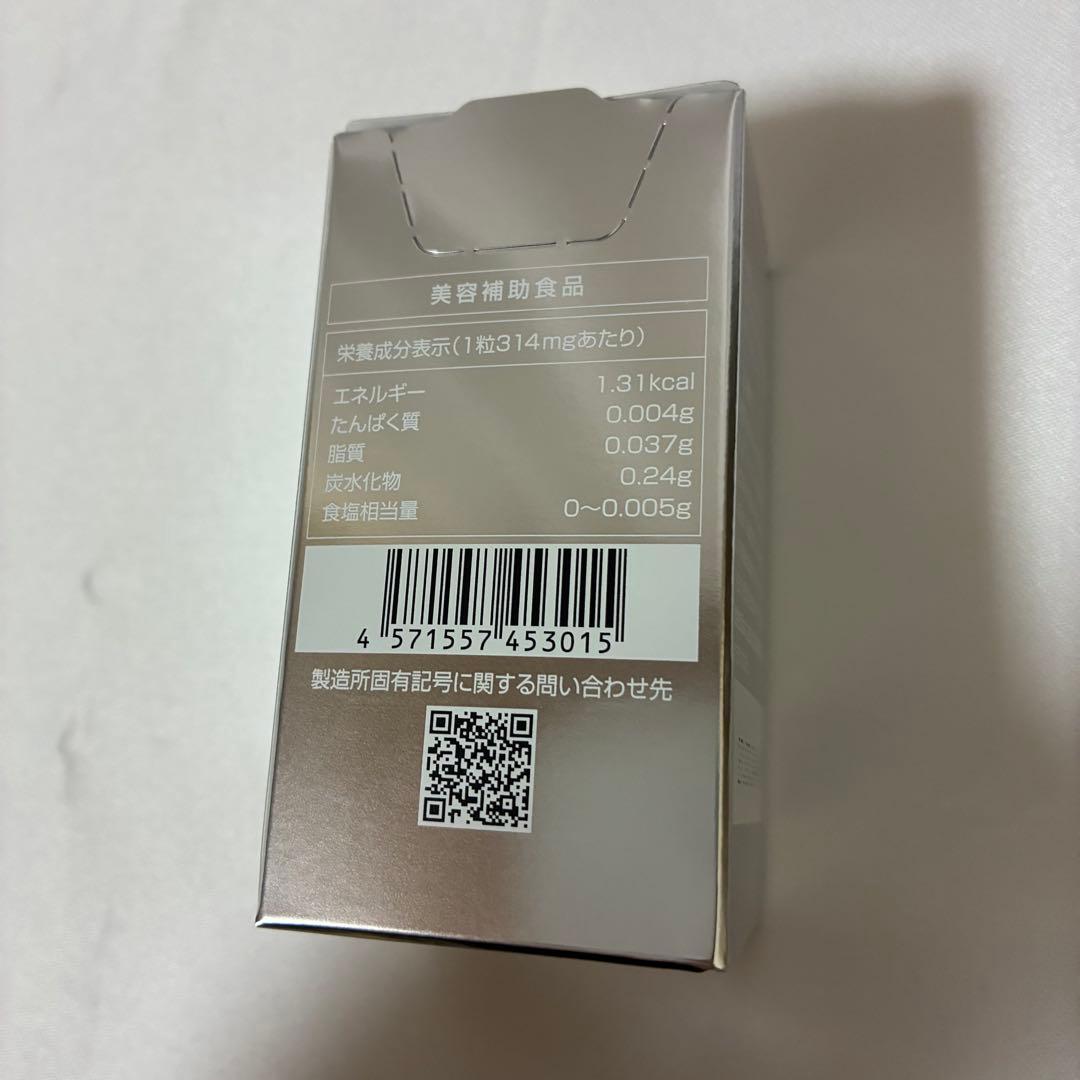 美容補助食品
栄養成分表示(1粒314mgあたり)
エネルギー 1.31kcal
たんぱく質 0.004g
脂質 0.037g
炭水化物 0.24g
食塩相当量 0〜0.005g
4 571557 453015
製造所固有記号に関する問い合わせ先